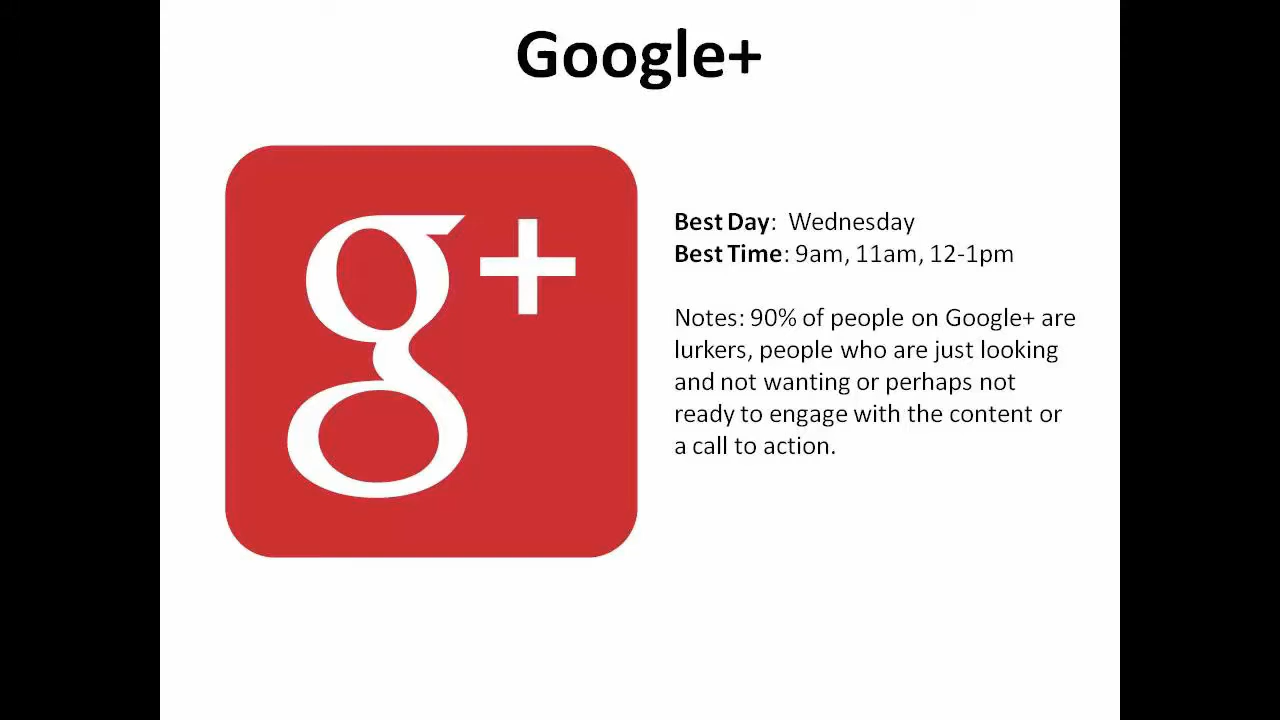 Google+
g+
Best Day:  Wednesday
Best Time: 9am, 11am, 12-1pm
Notes: 90% of people on Google+ are
lurkers, people who are just looking
and not wanting or perhaps not
ready to engage with the content or
a call to action.